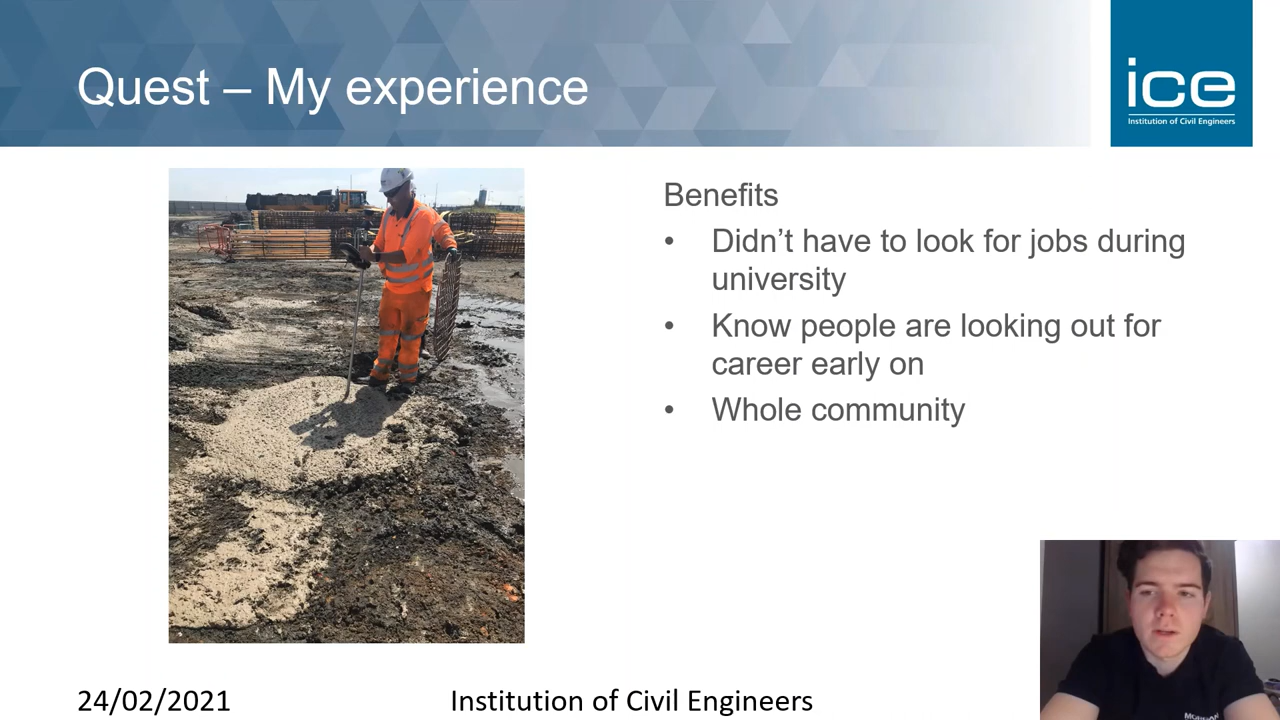 Quest – My experience
ice
Institution of Civil Engineers
Benefits
• Didn’t have to look for jobs during
university
• Know people are looking out for
career early on
• Whole community
24/02/2021
Institution of Civil Engineers